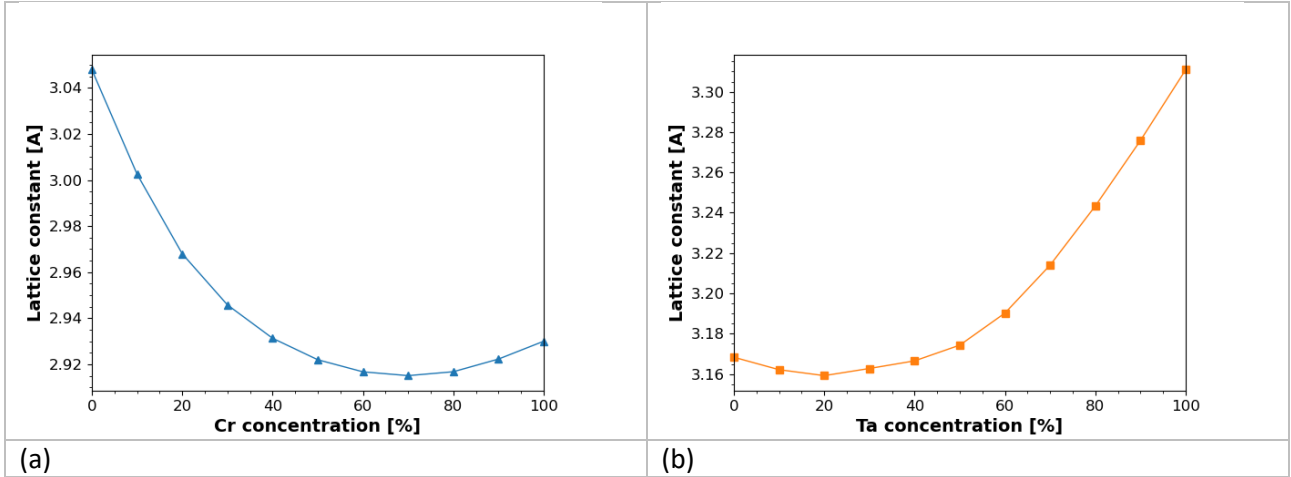 3.04
3.02
3.00
2.98
2.96
2.94
2.92
Lattice constant [A]
0 20 40 60 80 100
Cr concentration [%]
(a)
3.30
3.28
3.26
3.24
3.22
3.20
3.18
3.16
Lattice constant [A]
0 20 40 60 80 100
Ta concentration [%]
(b)